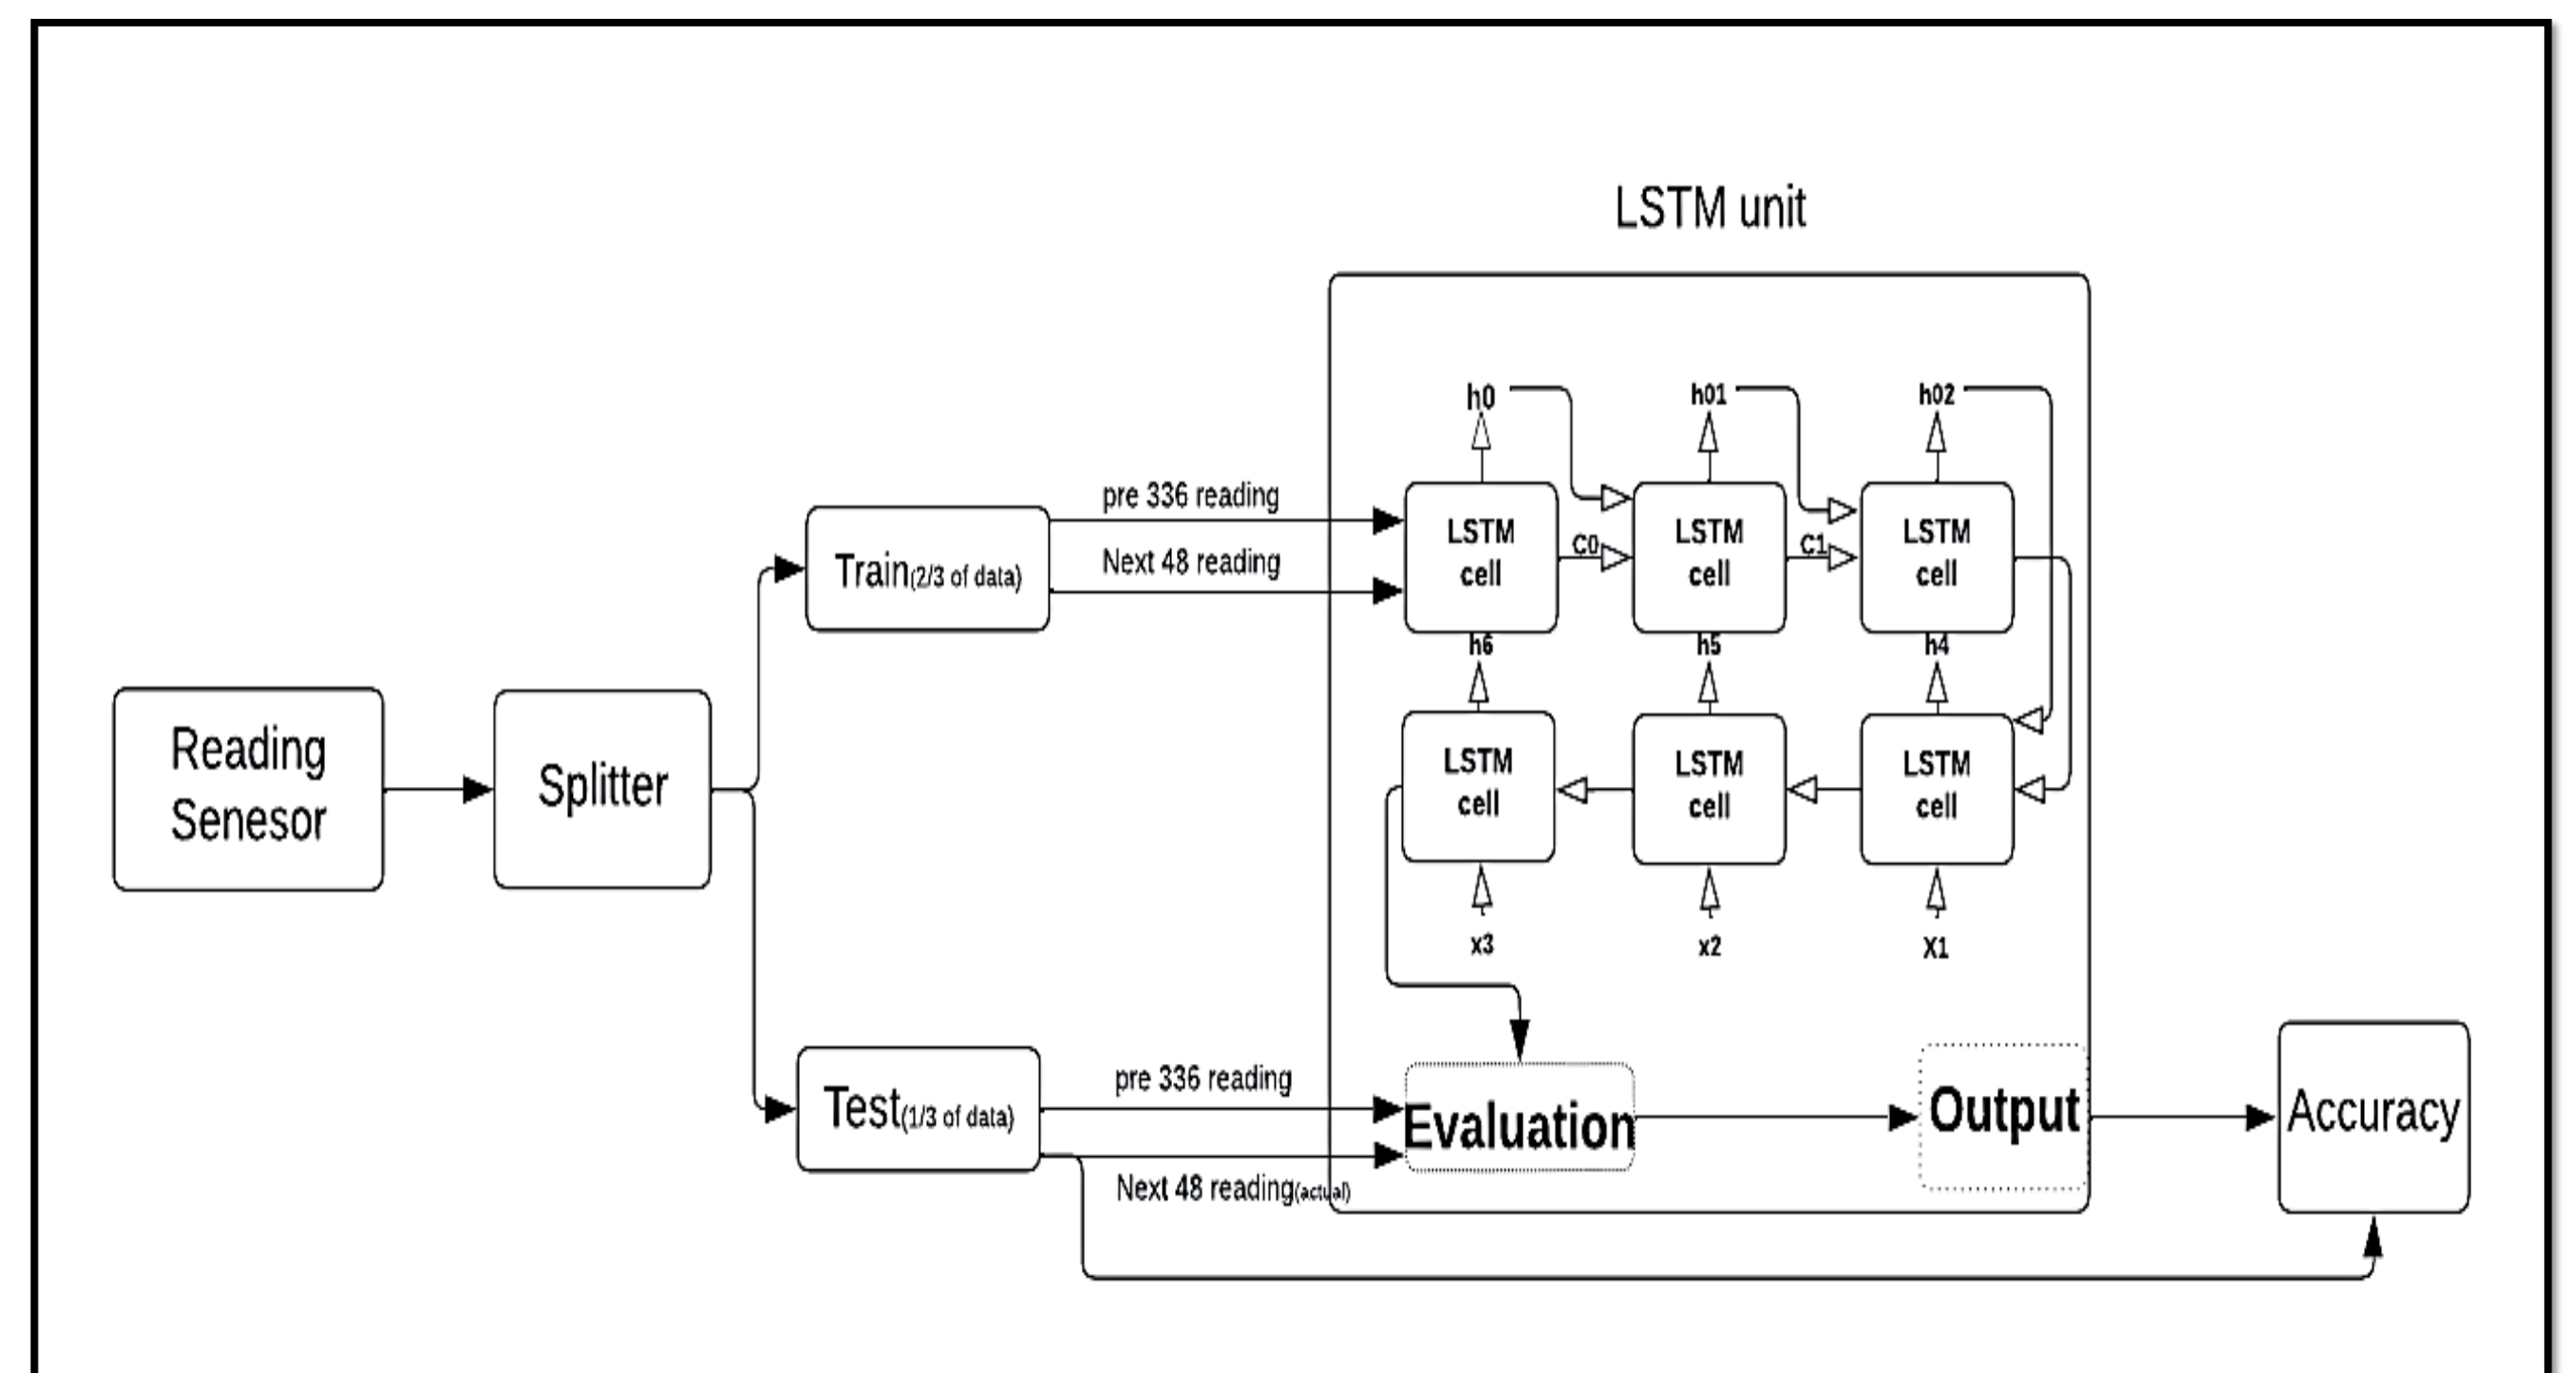 LSTM unit
h0
h01
h02
pre 336 reading
Next 48 reading
Train(2/3 of data)
LSTM
cell
C0
LSTM
cell
C1
LSTM
cell
h6
h5
h4
Reading
Senesor
Splitter
LSTM
cell
LSTM
cell
LSTM
cell
x3
x2
X1
Test(1/3 of data)
pre 336 reading
Next 48 reading(actual)
Evaluation
Output
Accuracy